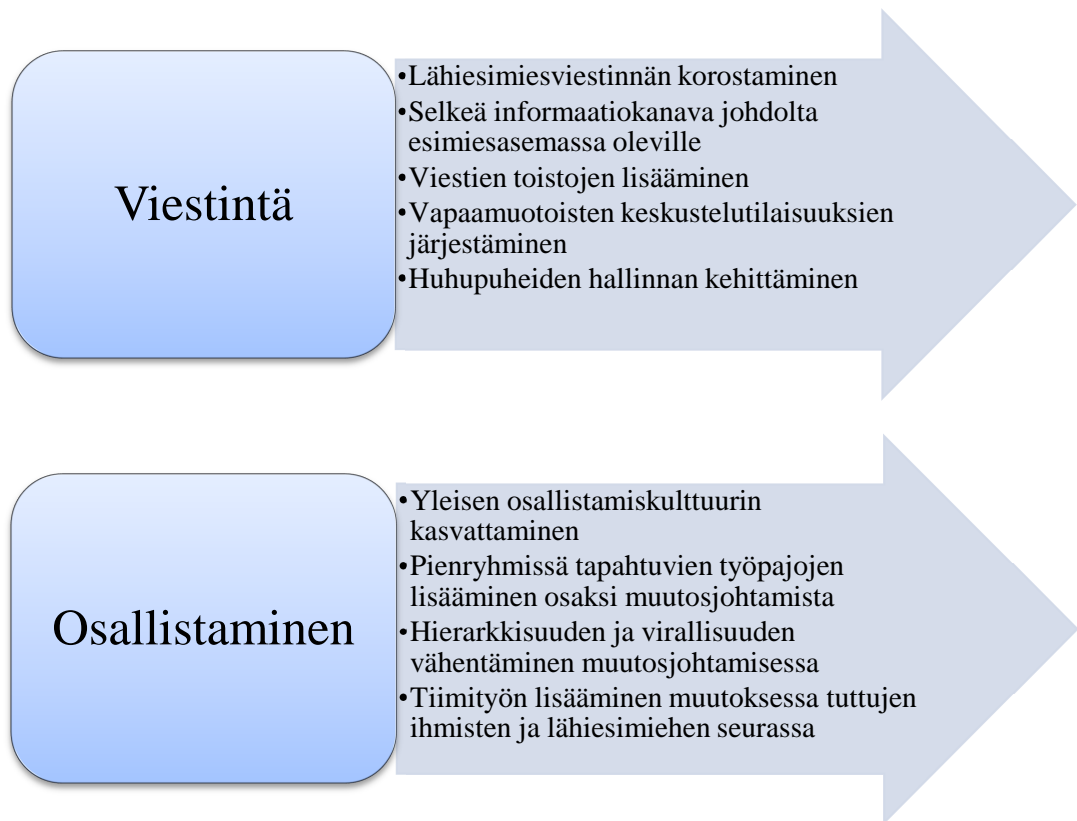 Viestintä
•Lähiesimiesviestinnän korostaminen
•Selkeä informaatiokanava johdolta
esimiesasemassa oleville
•Viestien toistojen lisääminen
•Vapaamuotoisten keskustelutilaisuuksien
järjestäminen
•Huhupuheiden hallinnan kehittäminen
Osallistaminen
•Yleisen osallistamiskulttuurin
kasvattaminen
•Pienryhmissä tapahtuvien työpajojen
lisääminen osaksi muutosjohtamista
•Hierarkkisuuden ja virallisuuden
vähentäminen muutosjohtamisessa
•Tiimityön lisääminen muutoksessa tuttujen
ihmisten ja lähiesimiehen seurassa